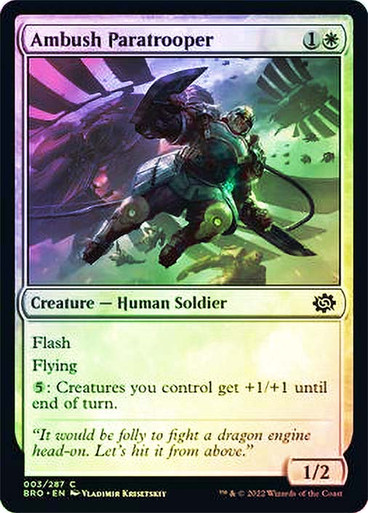 Ambush Paratrooper 1
Creature — Human Soldier
Flash
Flying
5: Creatures you control get +1/+1 until
end of turn.
"It would be folly to fight a dragon engine
head-on. Let's hit it from above."
1/2
003/287 C
BRO • EN Vladimir Krisetskiy ™ & © 2022 Wizards of the Coast